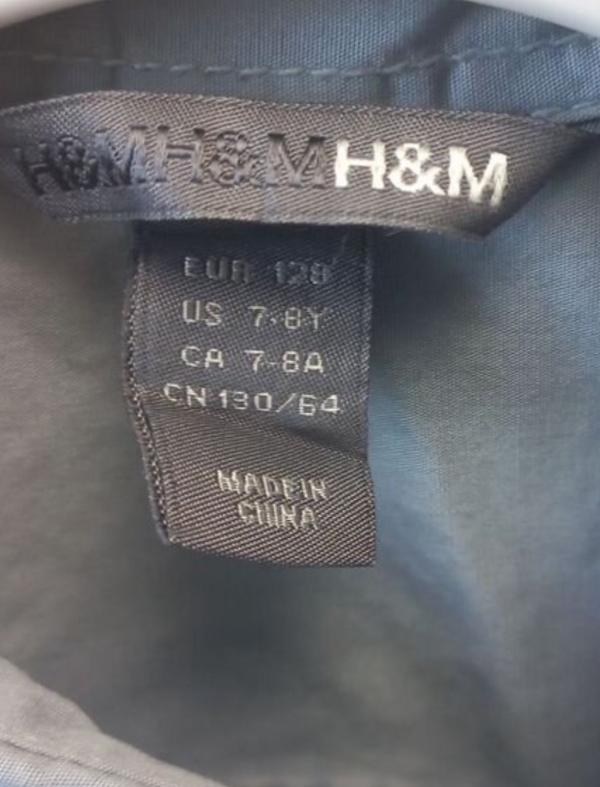 H&MH&MH&M
EUR 128
US 7-8Y
CA 7-8A
CN 130/64
MADE IN
CHINA